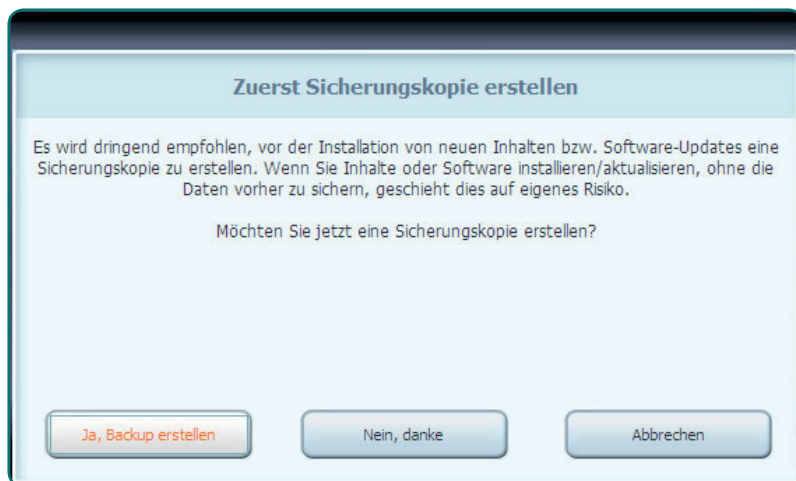 Zuerst Sicherungskopie erstellen
Es wird dringend empfohlen, vor der Installation von neuen Inhalten bzw. Software-Updates eine
Sicherungskopie zu erstellen. Wenn Sie Inhalte oder Software installieren/aktualisieren, ohne die
Daten vorher zu sichern, geschieht dies auf eigenes Risiko.
Möchten Sie jetzt eine Sicherungskopie erstellen?
Ja, Backup erstellen
Nein, danke
Abbrechen